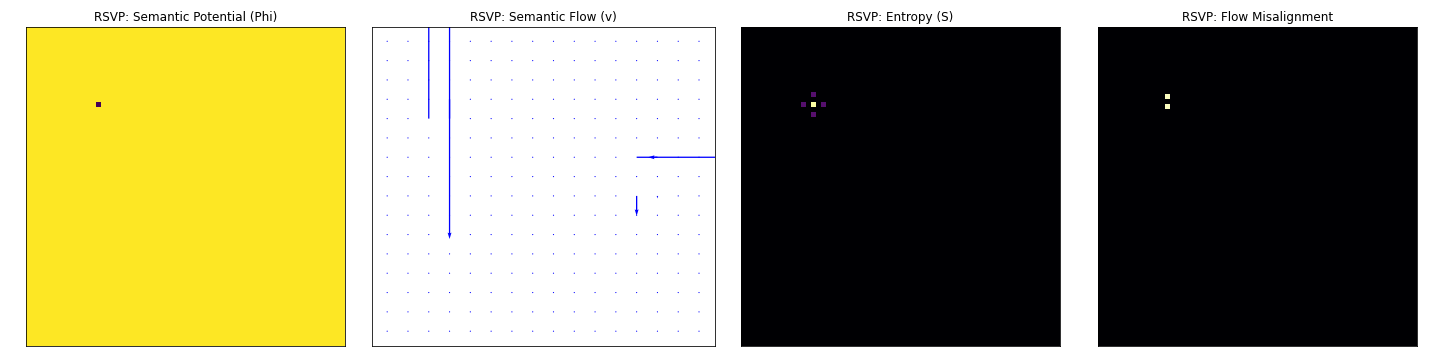 RSVP: Semantic Potential (Phi)
RSVP: Semantic Flow (v)
RSVP: Entropy (S)
RSVP: Flow Misalignment